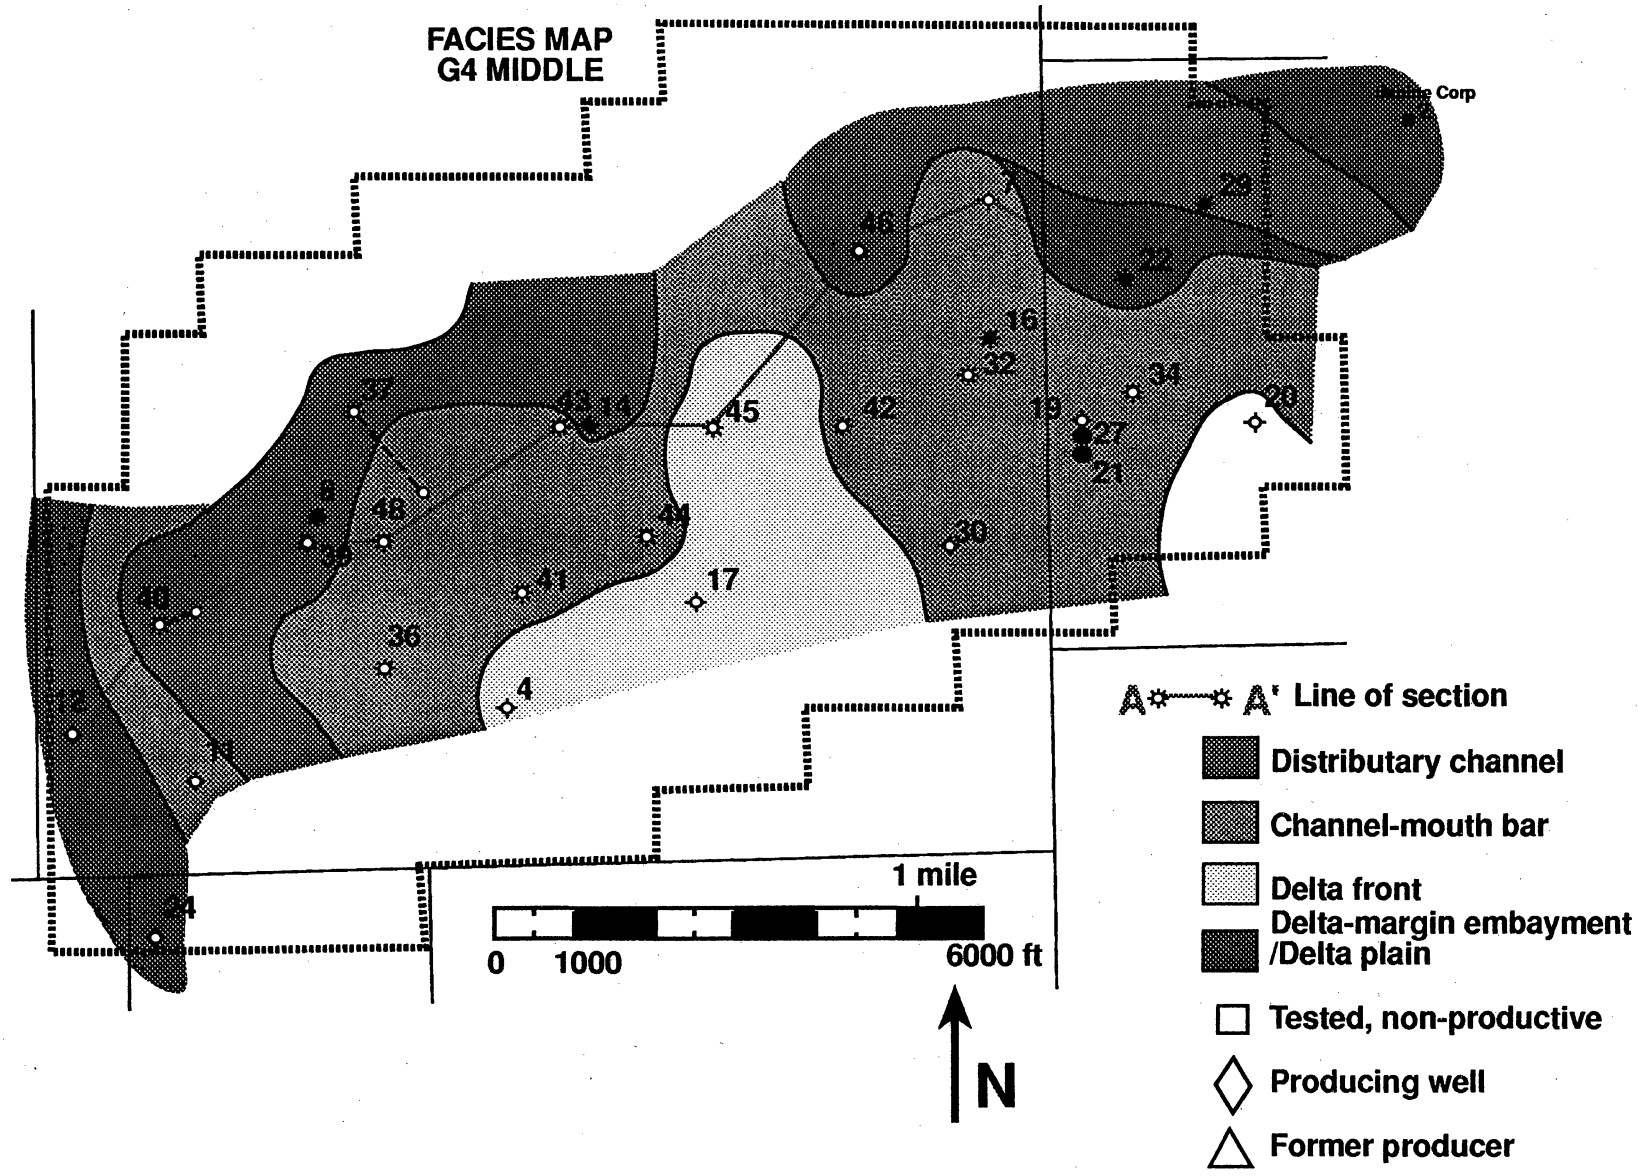 FACIES MAP
G4 MIDDLE
Corp
29
46
22
16
32
34
37
43
14
45
42
19
20
27
21
8
48
44
30
39
41
17
40
36
4
12
11
24
A A' Line of section
Distributary channel
Channel-mouth bar
Delta front
Delta-margin embayment
/Delta plain
Tested, non-productive
Producing well
Former producer
1 mile
0 1000 6000 ft
N